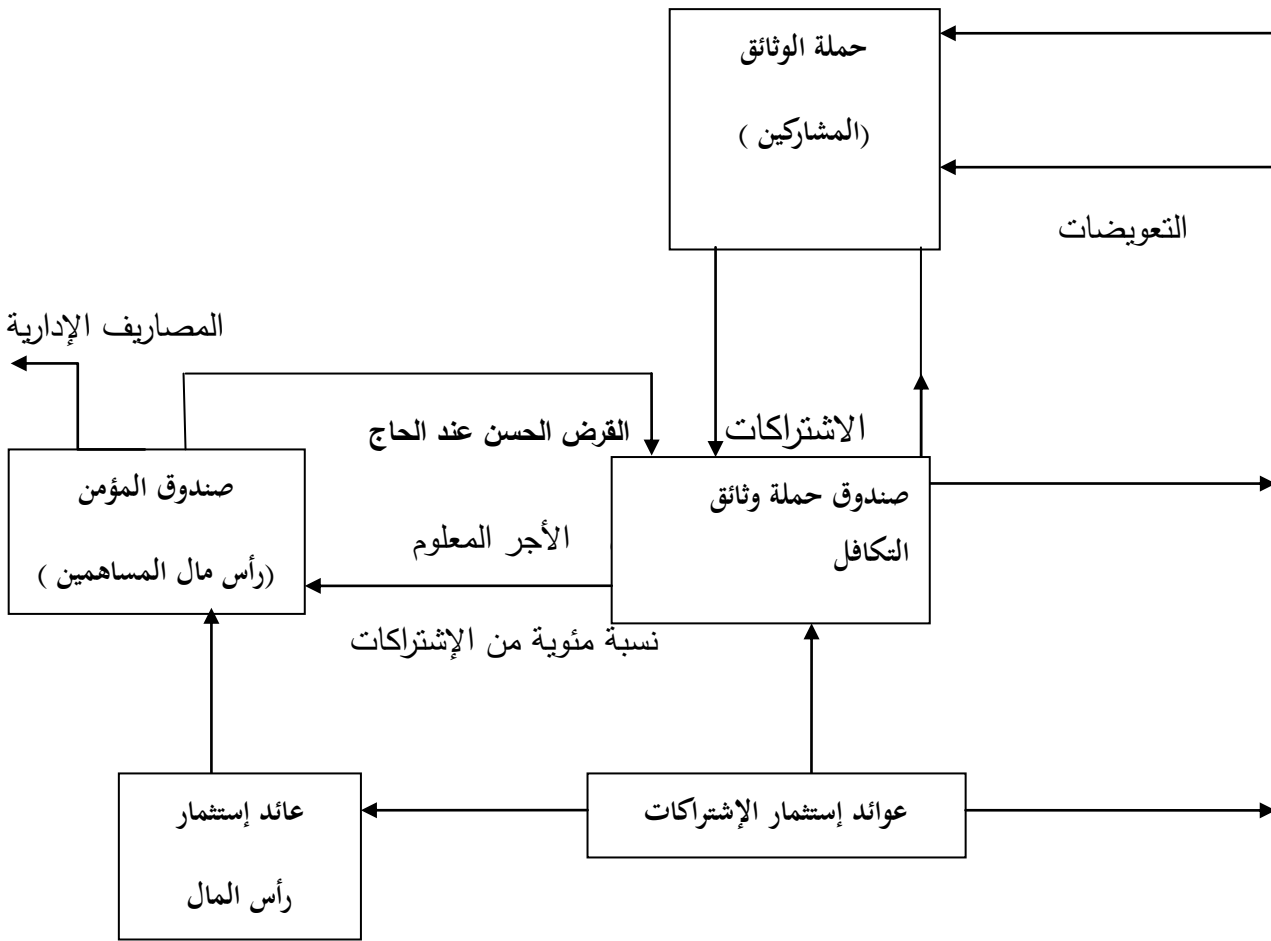 حملة الوثائق
(المشاركين )
التعويضات
المصاريف الإدارية
الاشتراكات
القرض الحسن عند الحاج
صندوق المؤمن
(رأس مال المساهمين )
صندوق حملة وثائق
التكافل
الأجر المعلوم
نسبة مئوية من الإشتراكات
عائد إستثمار
رأس المال
عوائد إستثمار الإشتراكات